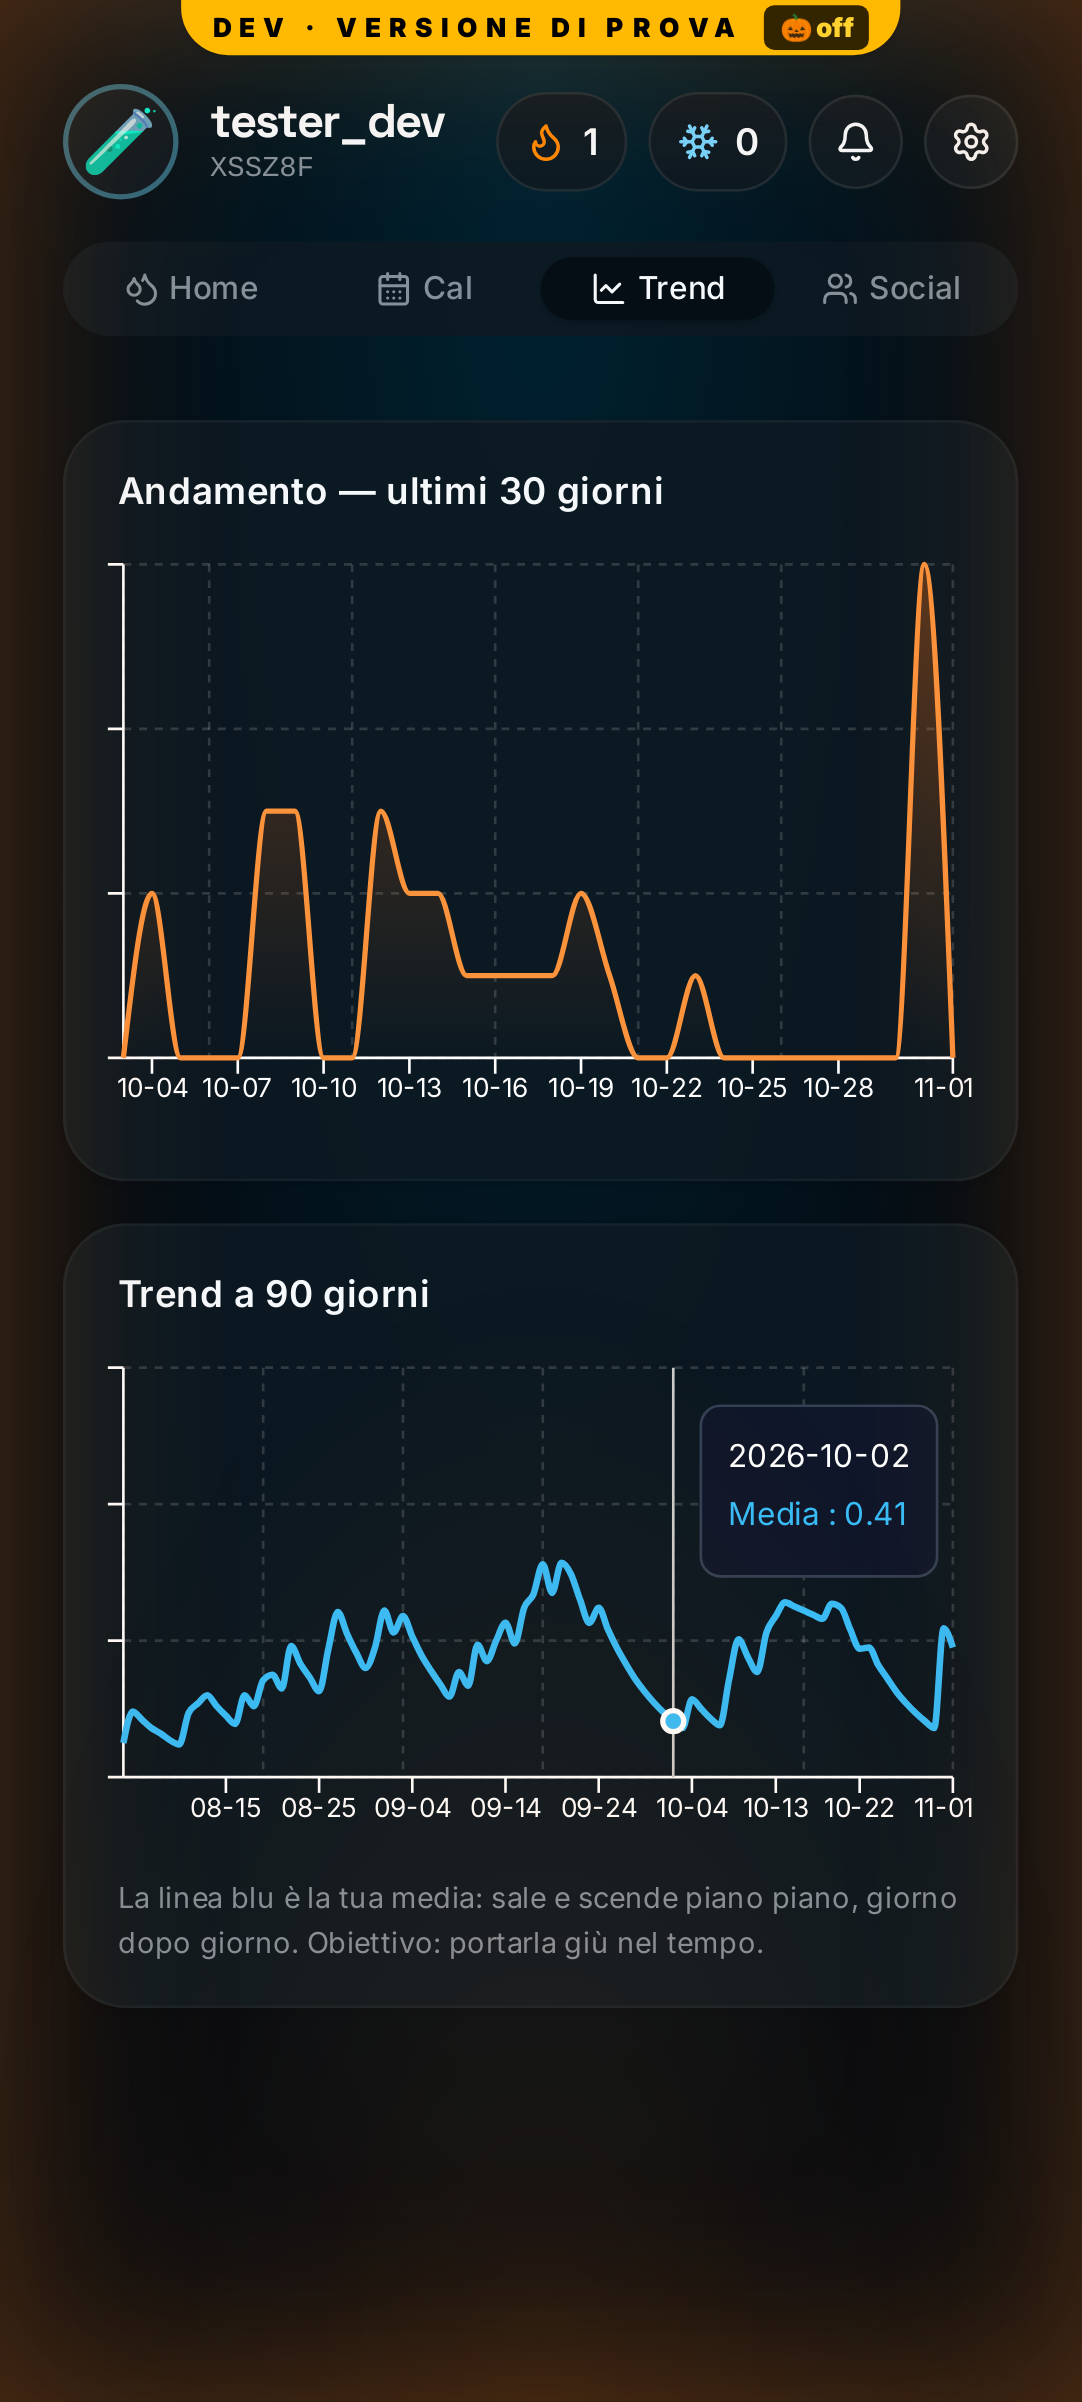 DEV · VERSIONE DI PROVA 🎃 off
tester_dev
XSSZ8F
1
0
Home
Cal
Trend
Social
Andamento — ultimi 30 giorni
10-04 10-07 10-10 10-13 10-16 10-19 10-22 10-25 10-28 11-01
Trend a 90 giorni
2026-10-02
Media : 0.41
08-15 08-25 09-04 09-14 09-24 10-04 10-13 10-22 11-01
La linea blu è la tua media: sale e scende piano piano, giorno
dopo giorno. Obiettivo: portarla giù nel tempo.